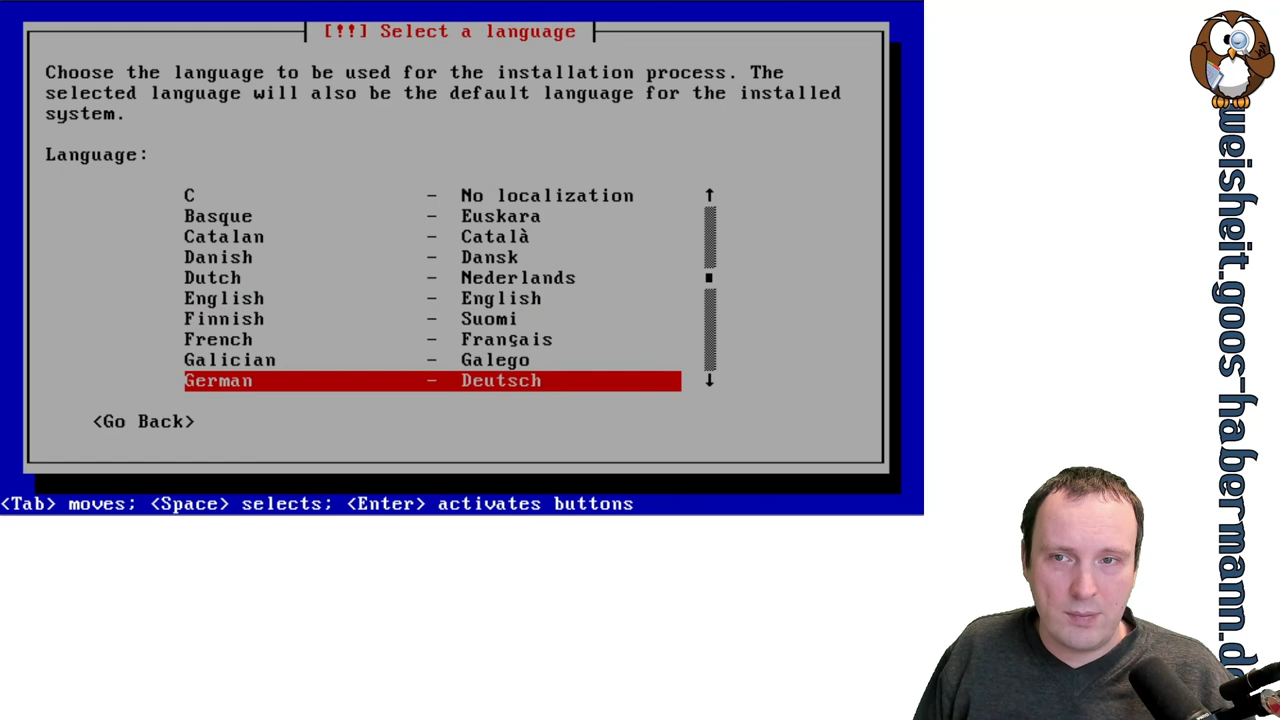 [!!] Select a language
Choose the language to be used for the installation process. The
selected language will also be the default language for the installed
system.
Language:
C - No localization ↑
Basque - Euskara
Catalan - Català
Danish - Dansk
Dutch - Nederlands
English - English
Finnish - Suomi
French - Français
Galician - Galego
German - Deutsch ↓
<Go Back>
<Tab> moves; <Space> selects; <Enter> activates buttons
weisheit.goos-habermann.de